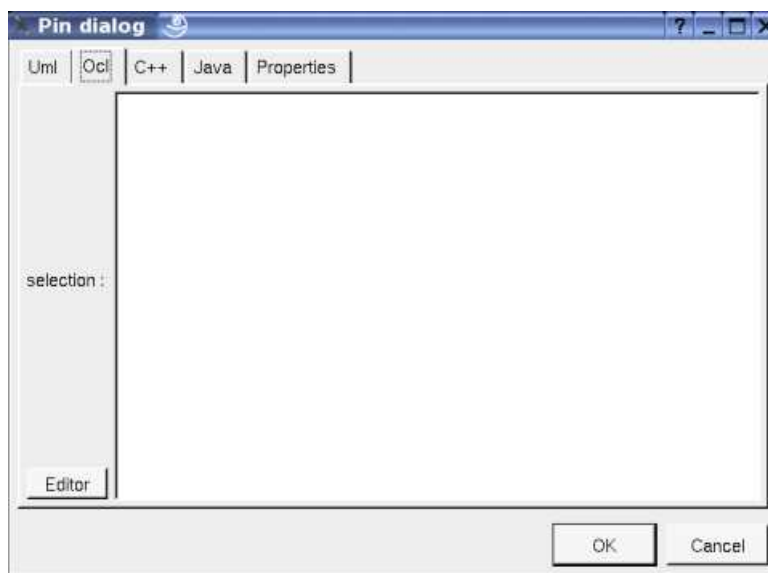 Pin dialog ?
Uml Ocl C++ Java Properties
selection :
Editor
OK Cancel